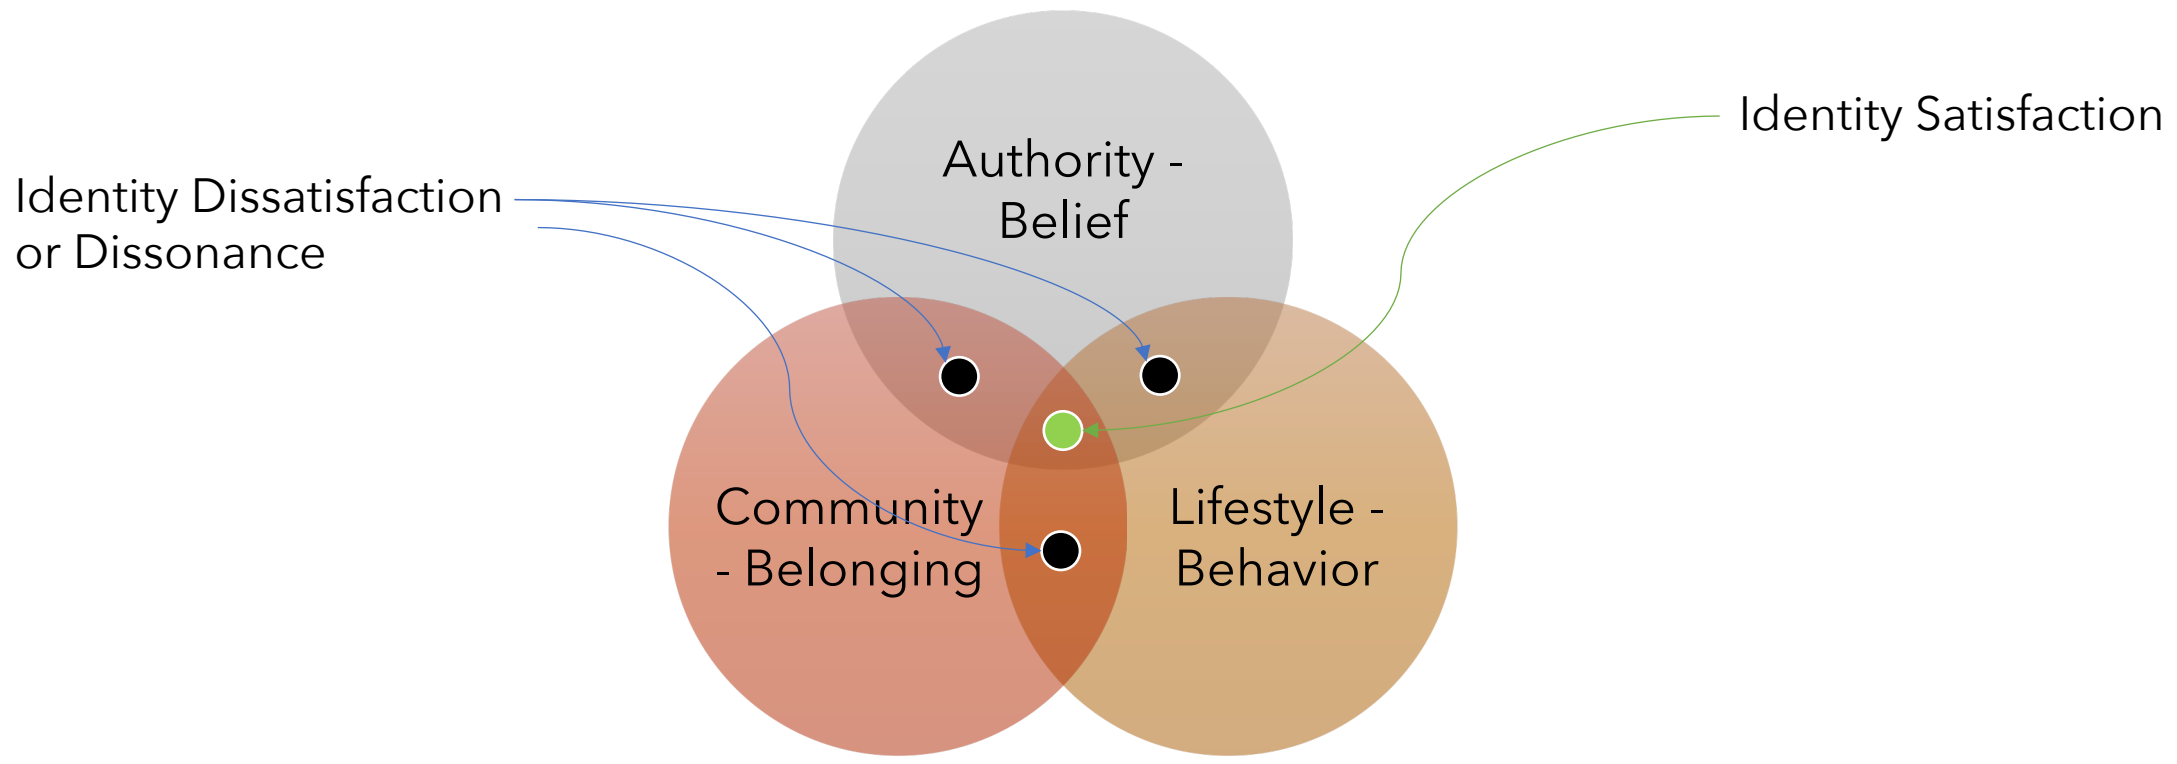 Identity Satisfaction
Authority -
Belief
Identity Dissatisfaction
or Dissonance
Community
- Belonging
Lifestyle -
Behavior